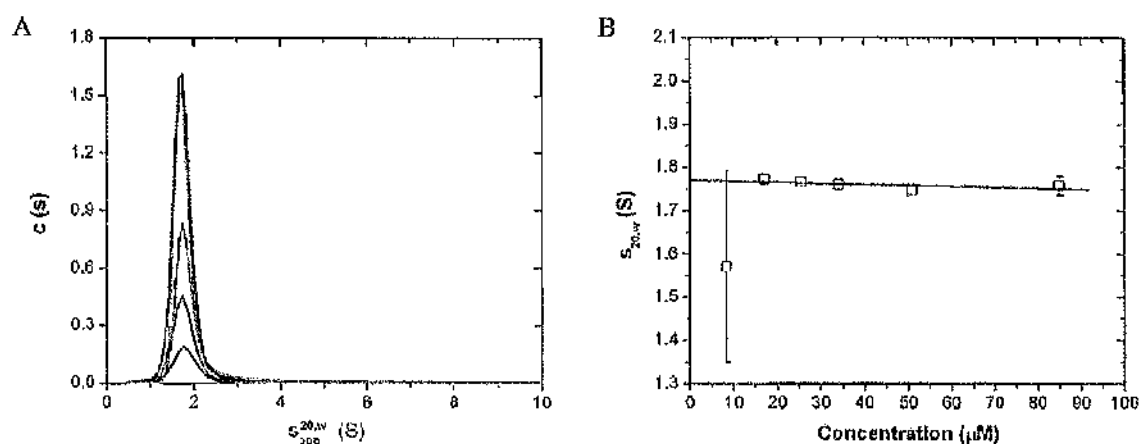 A
c (s)
1.8
1.5
1.2
0.9
0.6
0.3
0.0
0 2 4 6 8 10
s20,w app (S)
B
s20,w (S)
2.1
2.0
1.9
1.8
1.7
1.6
1.5
1.4
1.3
0 10 20 30 40 50 60 70 80 90 100
Concentration (µM)